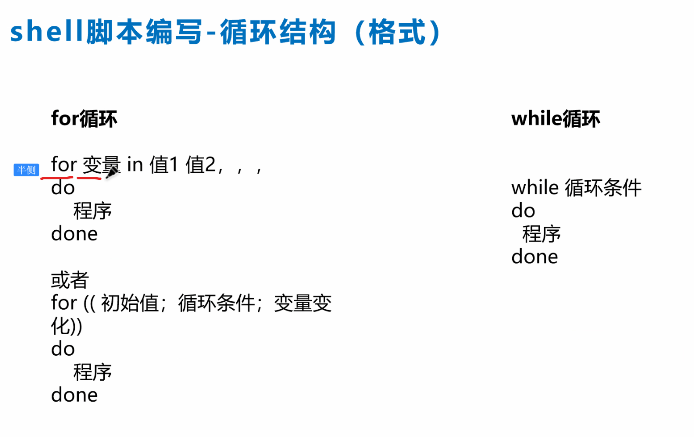 shell脚本编写-循环结构（格式）
for循环
for 变量 in 值1 值2，，，
do
程序
done
或者
for (( 初始值；循环条件；变量变
化))
do
程序
done
while循环
while 循环条件
do
程序
done
半侧